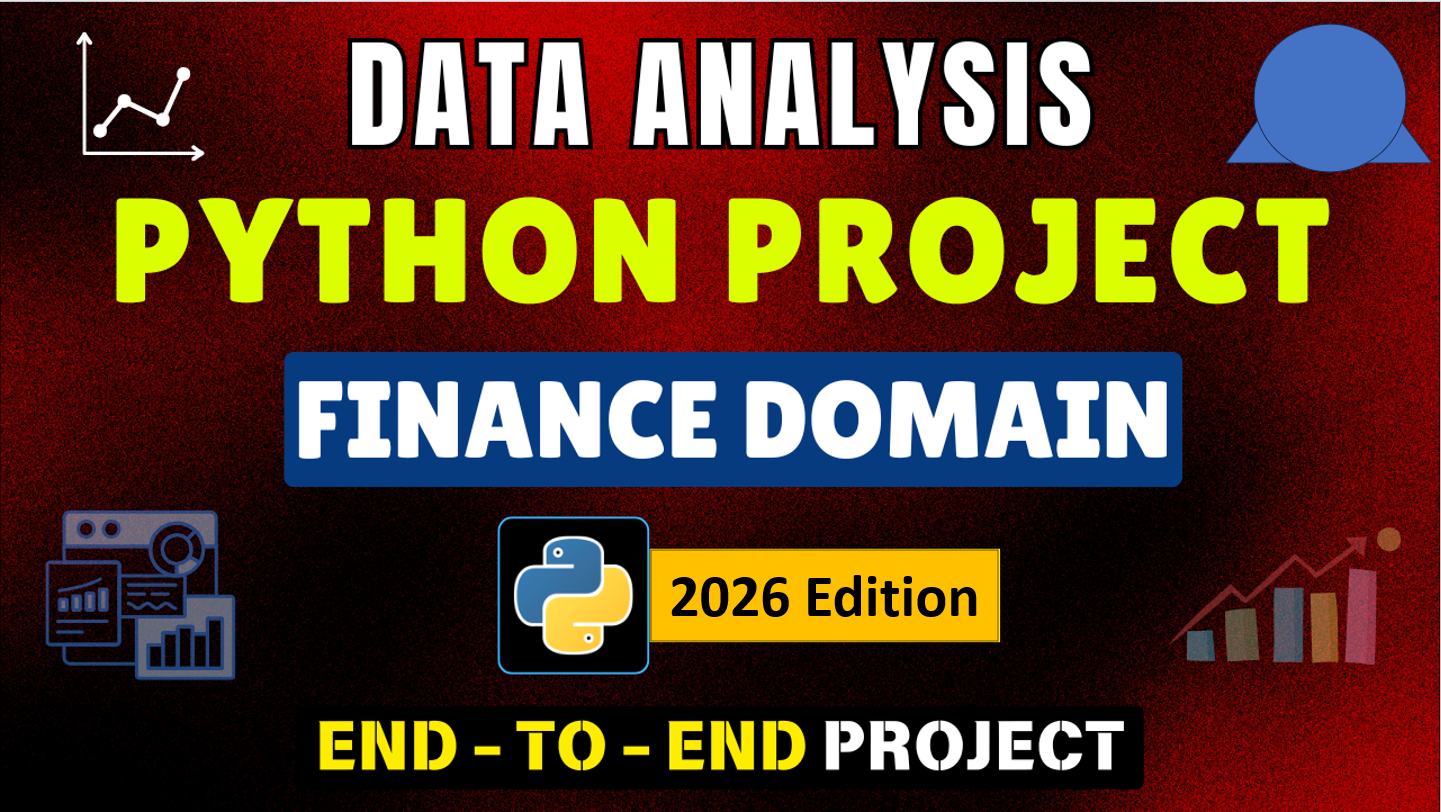 DATA ANALYSIS
PYTHON PROJECT
FINANCE DOMAIN
2026 Edition
END - TO - END PROJECT